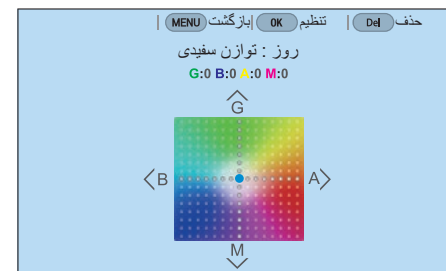 حذف Del | تنظیم OK | بازگشت MENU |
روز : توازن سفیدی
G:0 B:0 A:0 M:0
G
B A
M